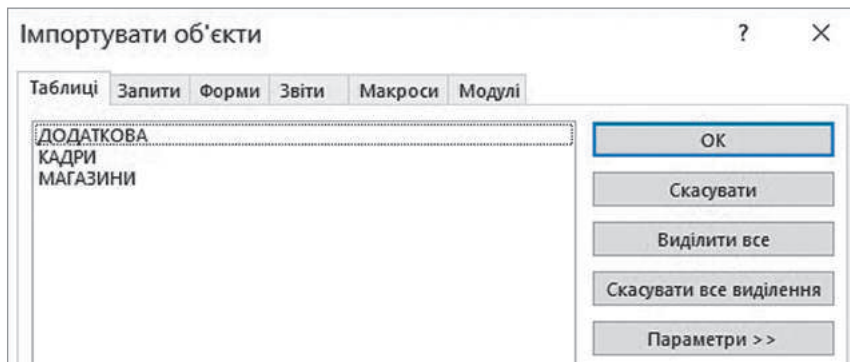 Імпортувати об'єкти ? ×
Таблиці Запити Форми Звіти Макроси Модулі
ДОДАТКОВА
КАДРИ
МАГАЗИНИ
ОК
Скасувати
Виділити все
Скасувати все виділення
Параметри >>